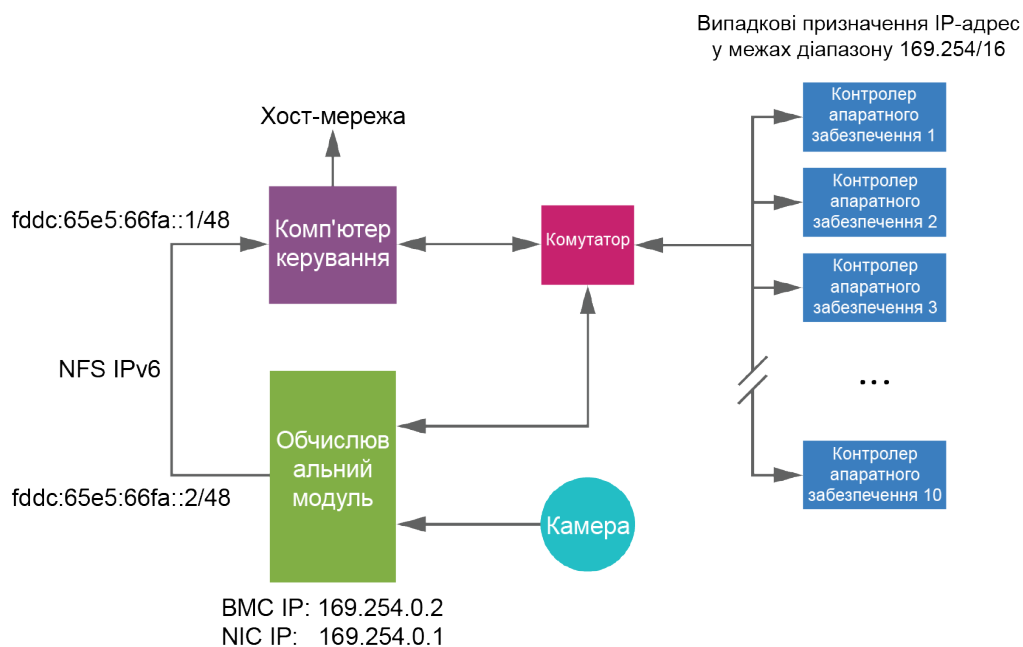 Випадкові призначення IP-адрес
у межах діапазону 169.254/16
Контролер
апаратного
забезпечення 1
Хост-мережа
Контролер
апаратного
забезпечення 2
fddc:65e5:66fa::1/48
Комп'ютер
керування
Комутатор
Контролер
апаратного
забезпечення 3
NFS IPv6
...
Обчислюв
альний
модуль
Контролер
апаратного
забезпечення 10
fddc:65e5:66fa::2/48
Камера
BMC IP: 169.254.0.2
NIC IP: 169.254.0.1